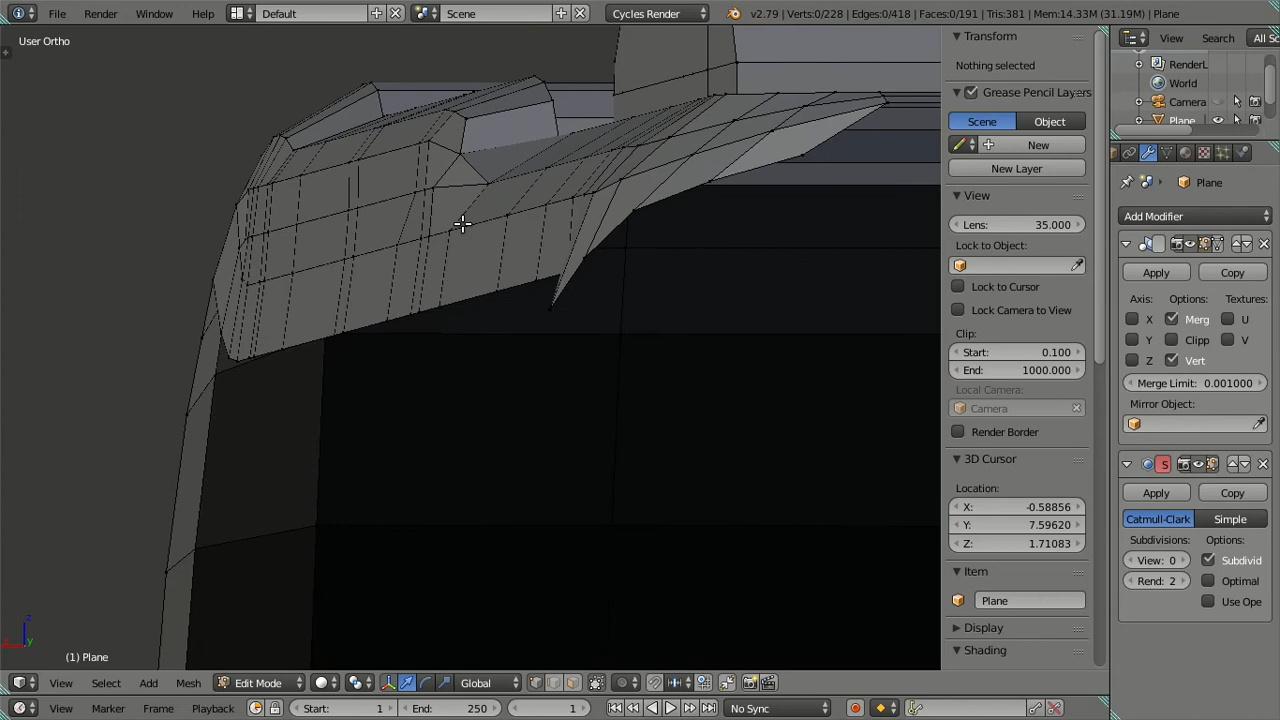 File Render Window Help Default Scene Cycles Render v2.79 | Verts:0/228 | Edges:0/418 | Faces:0/191 | Tris:381 | Mem:14.33M (31.19M) | Plane
User Ortho
Transform
Nothing selected
Grease Pencil Layers
Scene Object
New
New Layer
View
Lens: 35.000
Lock to Object:
Lock to Cursor
Lock Camera to View
Clip:
Start: 0.100
End: 1000.000
Local Camera:
Camera
Render Border
3D Cursor
Location:
X: -0.58856
Y: 7.59620
Z: 1.71083
Item
Plane
Display
Shading
View Search All Sc
RenderL
World
Camera
Plane
Plane
Add Modifier
Apply Copy
Axis: Options: Textures:
X Merg U
Y Clipp V
Z Vert
Merge Limit: 0.001000
Mirror Object:
S
Apply Copy
Catmull-Clark Simple
Subdivisions: Options:
View: 0 Subdivid
Rend: 2 Optimal
Use Ope
z
x y
(1) Plane
View Select Add Mesh Edit Mode Global
View Marker Frame Playback Start: 1 End: 250 1 No Sync